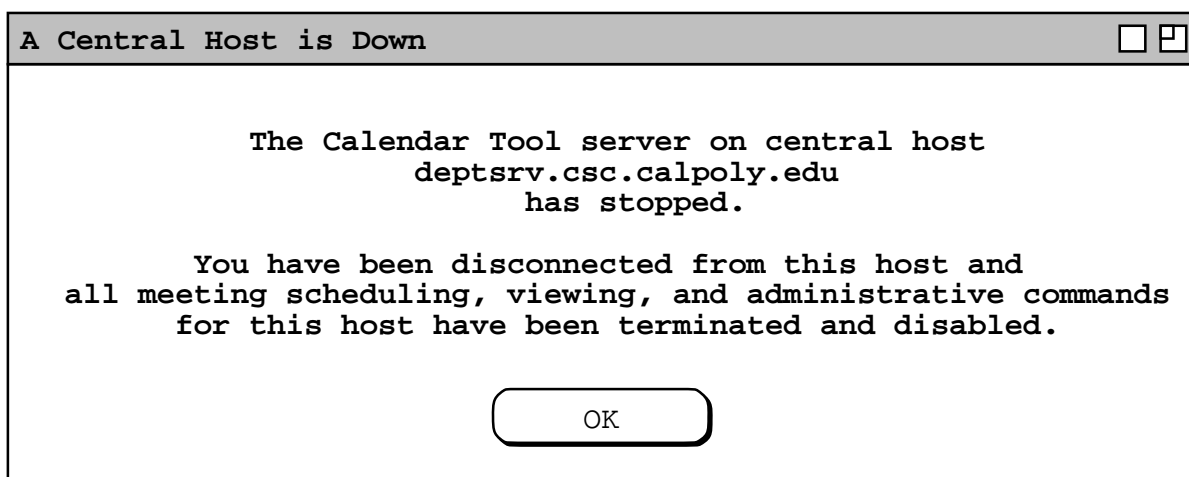 A Central Host is Down
The Calendar Tool server on central host
deptsrv.csc.calpoly.edu
has stopped.
You have been disconnected from this host and
all meeting scheduling, viewing, and administrative commands
for this host have been terminated and disabled.
OK